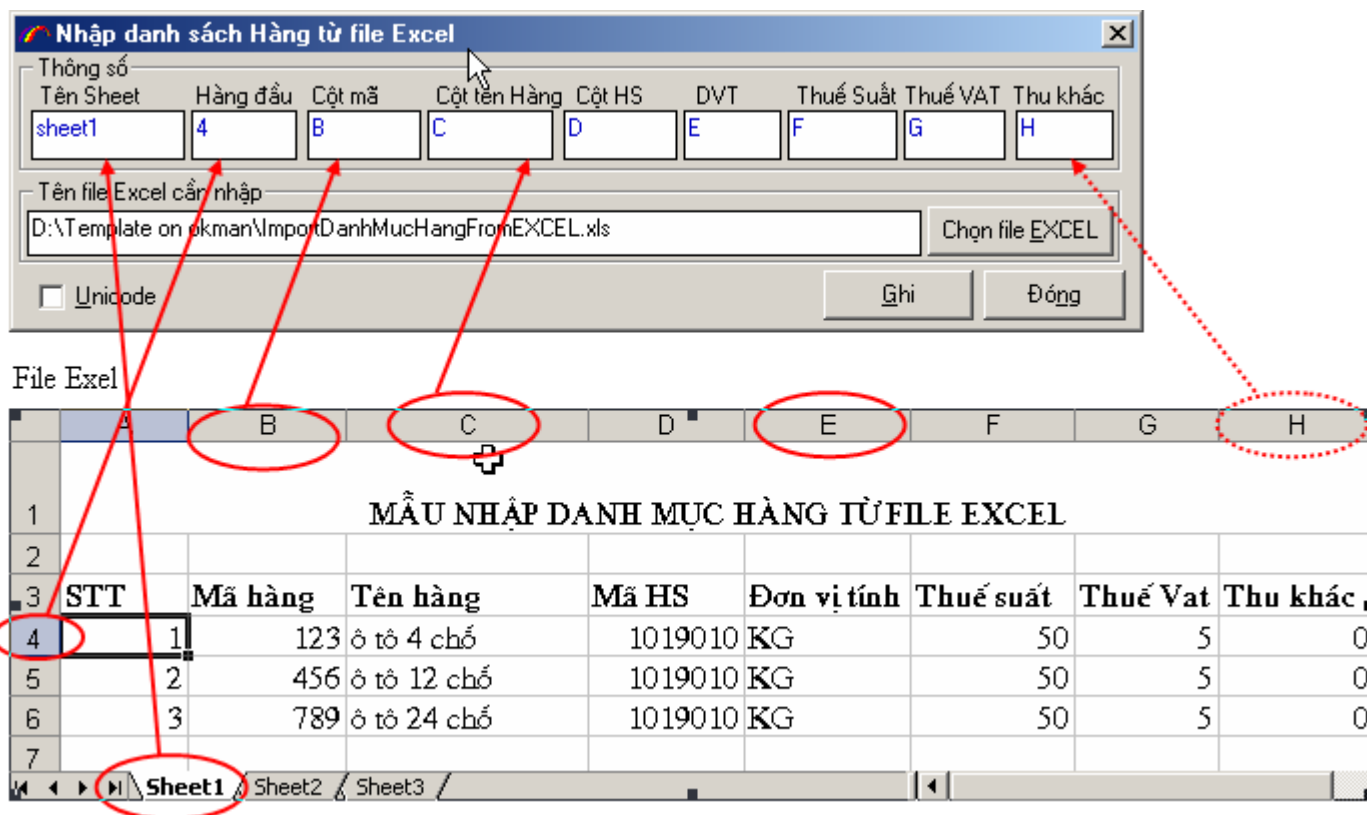 Nhập danh sách Hàng từ file Excel
Thông số
Tên Sheet Hàng đầu Cột mã Cột tên Hàng Cột HS DVT Thuế Suất Thuế VAT Thu khác
sheet1 4 B C D E F G H
Tên file Excel cần nhập
D:\Template on okman\ImportDanhMucHangFromEXCEL.xls Chọn file EXCEL
Unicode Ghi Đóng
File Exel
A B C D E F G H
1 MẪU NHẬP DANH MỤC HÀNG TỪ FILE EXCEL
2
3 STT Mã hàng Tên hàng Mã HS Đơn vị tính Thuế suất Thuế Vat Thu khác
4 1 123 ô tô 4 chổ 1019010 KG 50 5 0
5 2 456 ô tô 12 chổ 1019010 KG 50 5 0
6 3 789 ô tô 24 chổ 1019010 KG 50 5 0
7
Sheet1 Sheet2 Sheet3